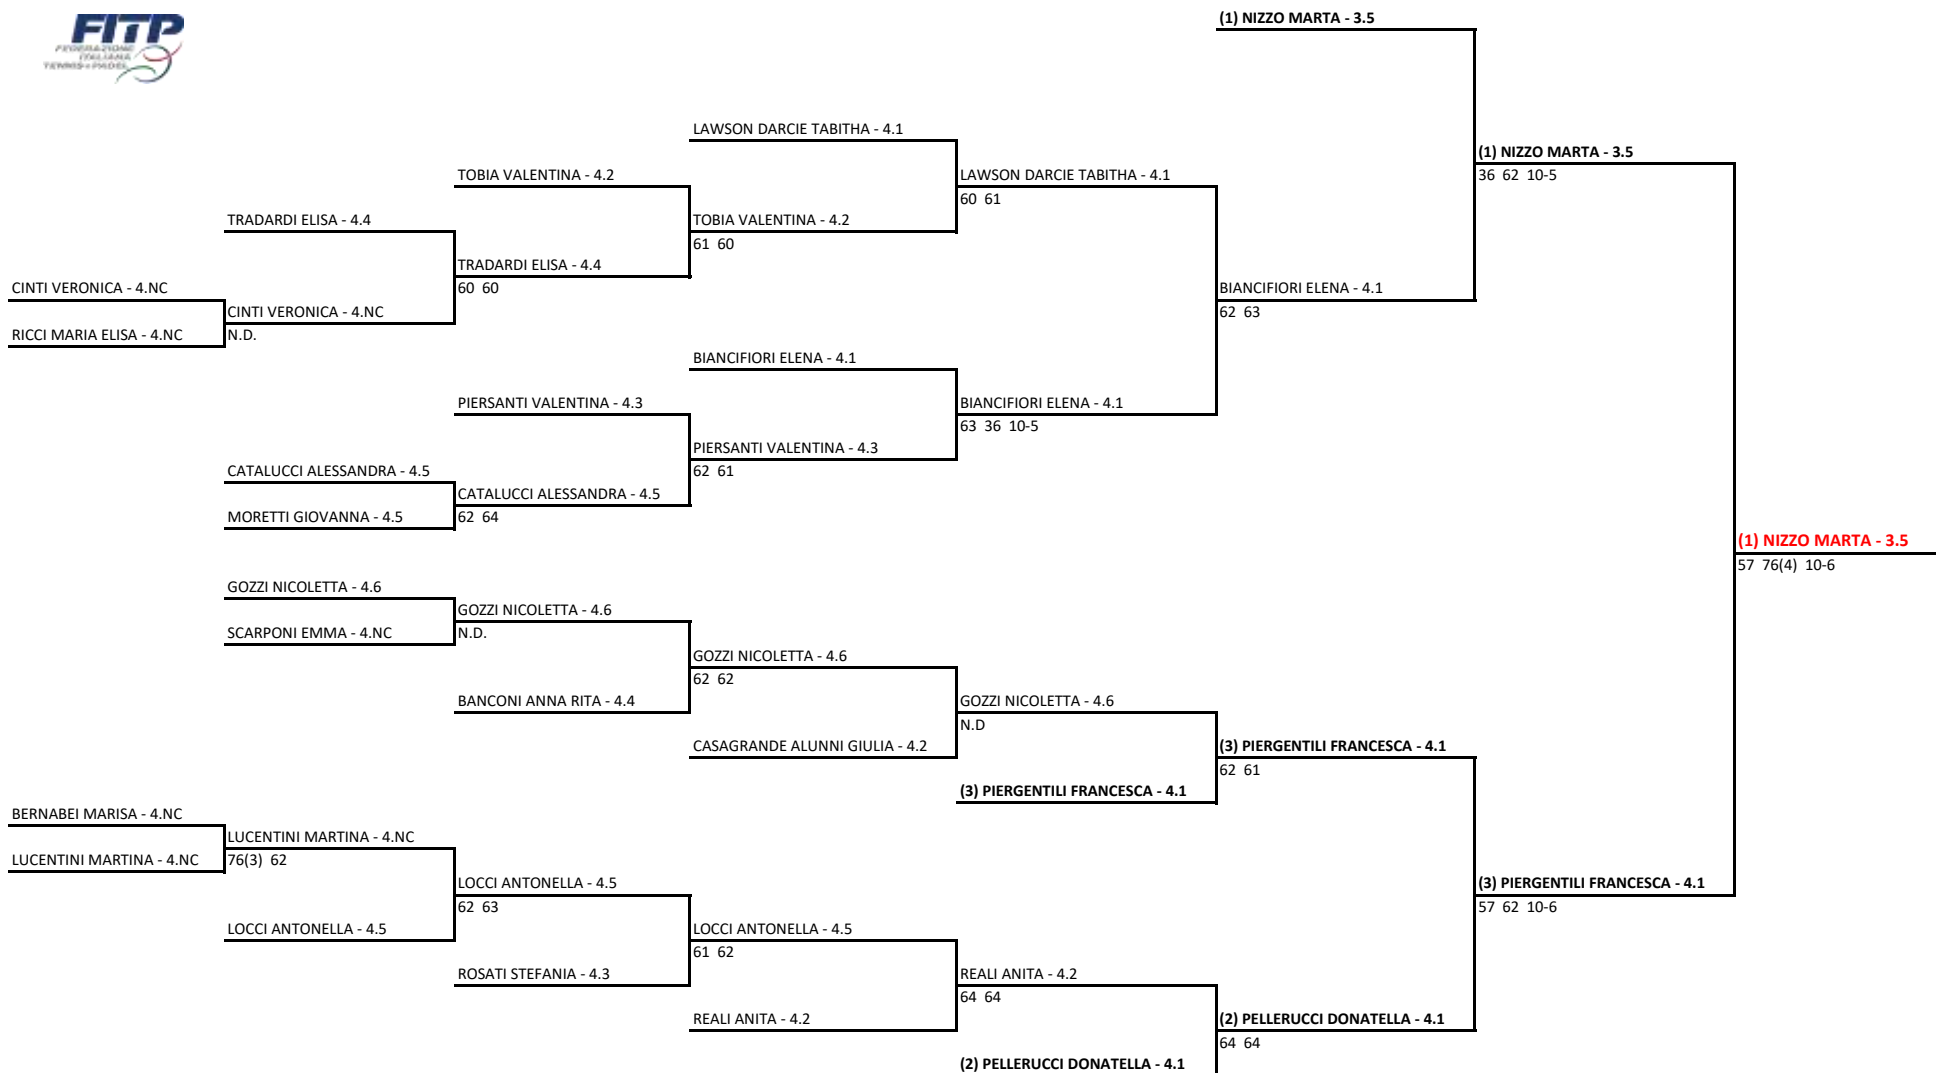 FITP
FEDERAZIONE
ITALIANA
TENNIS e PADEL
(1) NIZZO MARTA - 3.5
LAWSON DARCIE TABITHA - 4.1
(1) NIZZO MARTA - 3.5
TOBIA VALENTINA - 4.2
LAWSON DARCIE TABITHA - 4.1
36 62 10-5
60 61
TRADARDI ELISA - 4.4
TOBIA VALENTINA - 4.2
61 60
TRADARDI ELISA - 4.4
CINTI VERONICA - 4.NC
60 60
BIANCIFIORI ELENA - 4.1
CINTI VERONICA - 4.NC
62 63
RICCI MARIA ELISA - 4.NC
N.D.
BIANCIFIORI ELENA - 4.1
PIERSANTI VALENTINA - 4.3
BIANCIFIORI ELENA - 4.1
63 36 10-5
PIERSANTI VALENTINA - 4.3
CATALUCCI ALESSANDRA - 4.5
62 61
CATALUCCI ALESSANDRA - 4.5
MORETTI GIOVANNA - 4.5
62 64
(1) NIZZO MARTA - 3.5
57 76(4) 10-6
GOZZI NICOLETTA - 4.6
GOZZI NICOLETTA - 4.6
SCARPONI EMMA - 4.NC
N.D.
GOZZI NICOLETTA - 4.6
62 62
BANCONI ANNA RITA - 4.4
GOZZI NICOLETTA - 4.6
N.D
CASAGRANDE ALUNNI GIULIA - 4.2
(3) PIERGENTILI FRANCESCA - 4.1
62 61
(3) PIERGENTILI FRANCESCA - 4.1
BERNABEI MARISA - 4.NC
LUCENTINI MARTINA - 4.NC
LUCENTINI MARTINA - 4.NC
76(3) 62
LOCCI ANTONELLA - 4.5
(3) PIERGENTILI FRANCESCA - 4.1
62 63
57 62 10-6
LOCCI ANTONELLA - 4.5
LOCCI ANTONELLA - 4.5
61 62
ROSATI STEFANIA - 4.3
REALI ANITA - 4.2
64 64
REALI ANITA - 4.2
(2) PELLERUCCI DONATELLA - 4.1
64 64
(2) PELLERUCCI DONATELLA - 4.1